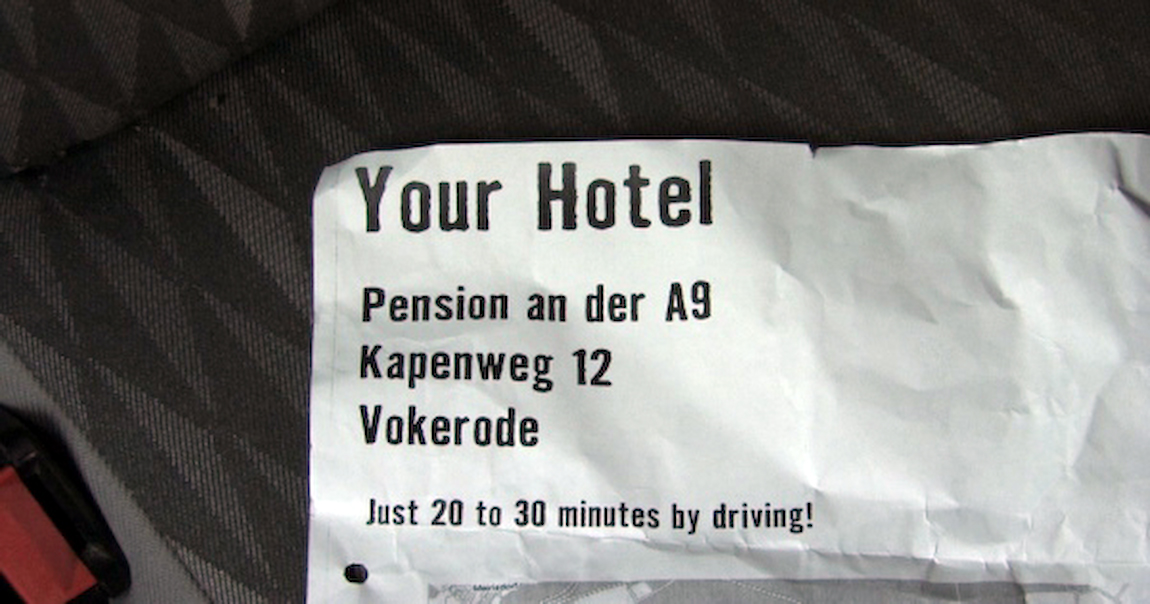 Your Hotel
Pension an der A9
Kapenweg 12
Vokerode
Just 20 to 30 minutes by driving!